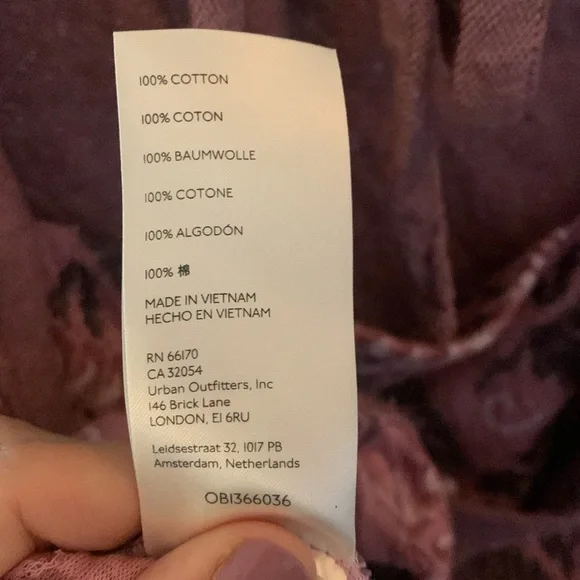 100% COTTON
100% COTON
100% BAUMWOLLE
100% COTONE
100% ALGODÓN
100% 棉
MADE IN VIETNAM
HECHO EN VIETNAM
RN 66170
CA 32054
Urban Outfitters, Inc
146 Brick Lane
LONDON, E1 6RU
Leidsestraat 32, 1017 PB
Amsterdam, Netherlands
OB1366036